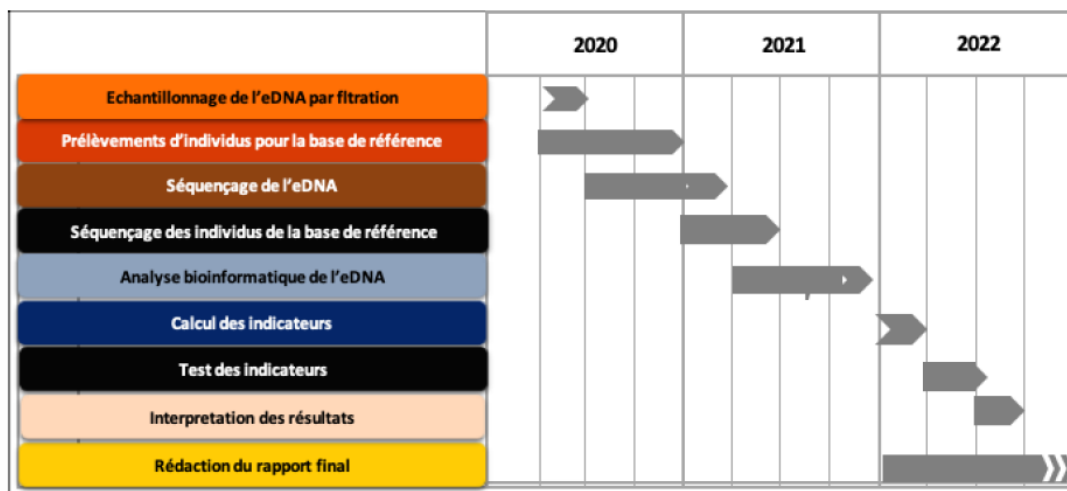 2020 2021 2022
Echantillonnage de l'eDNA par fltration
Prélèvements d'individus pour la base de référence
Séquençage de l'eDNA
Séquençage des individus de la base de référence
Analyse bioinformatique de l'eDNA
Calcul des indicateurs
Test des indicateurs
Interpretation des résultats
Rédaction du rapport final